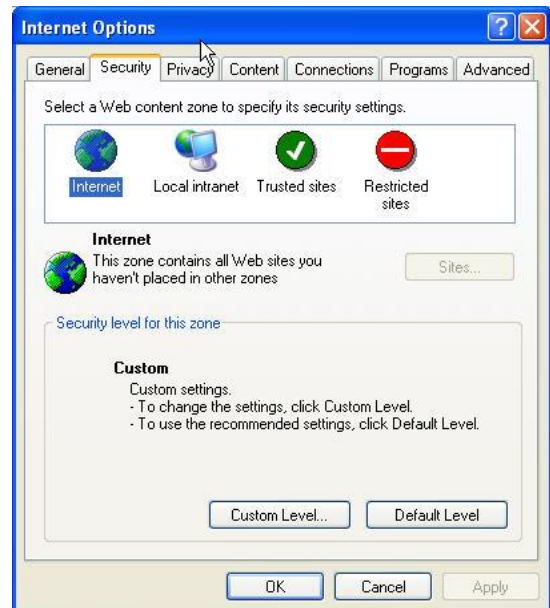 Internet Options
General Security Privacy Content Connections Programs Advanced
Select a Web content zone to specify its security settings.
Internet Local intranet Trusted sites Restricted
sites
Internet
This zone contains all Web sites you
haven't placed in other zones
Sites...
Security level for this zone
Custom
Custom settings.
- To change the settings, click Custom Level.
- To use the recommended settings, click Default Level.
Custom Level... Default Level
OK Cancel Apply